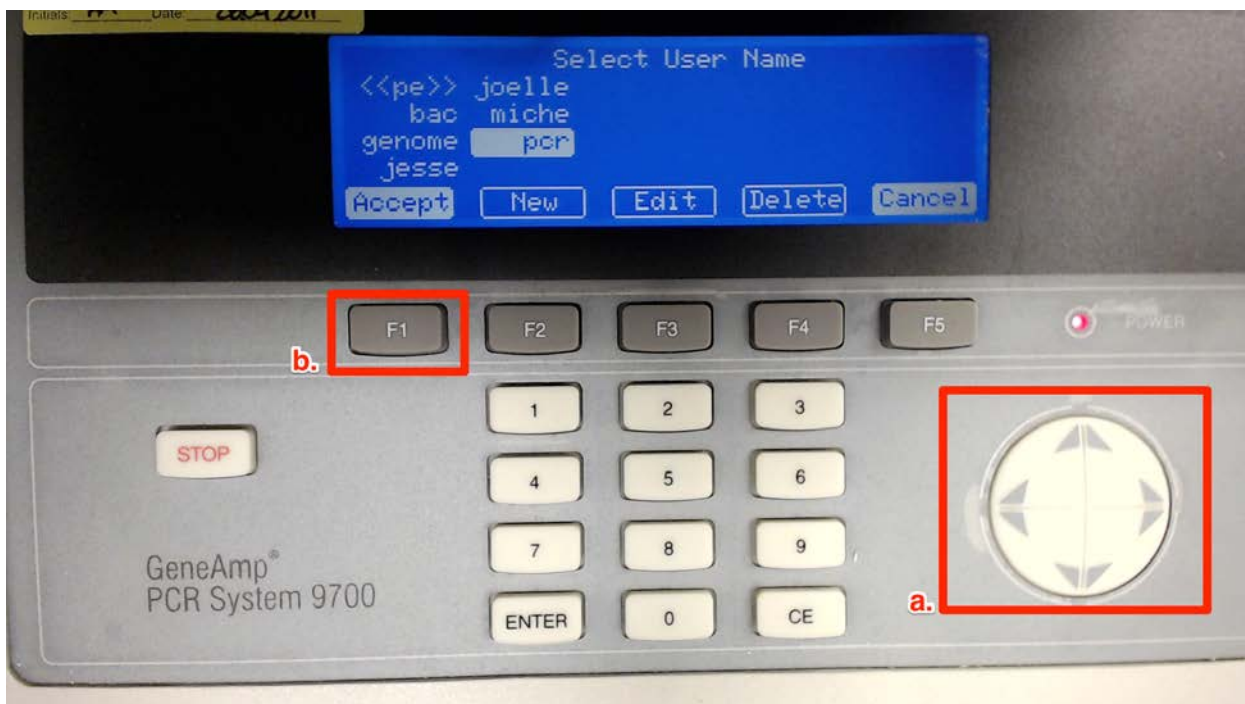 Initials: Date:
Select User Name
<<pe>> joelle
bac miche
genome pcr
jesse
Accept New Edit Delete Cancel
F1 F2 F3 F4 F5 POWER
b.
1 2 3
STOP
4 5 6
7 8 9
GeneAmp®
PCR System 9700
ENTER 0 CE
a.